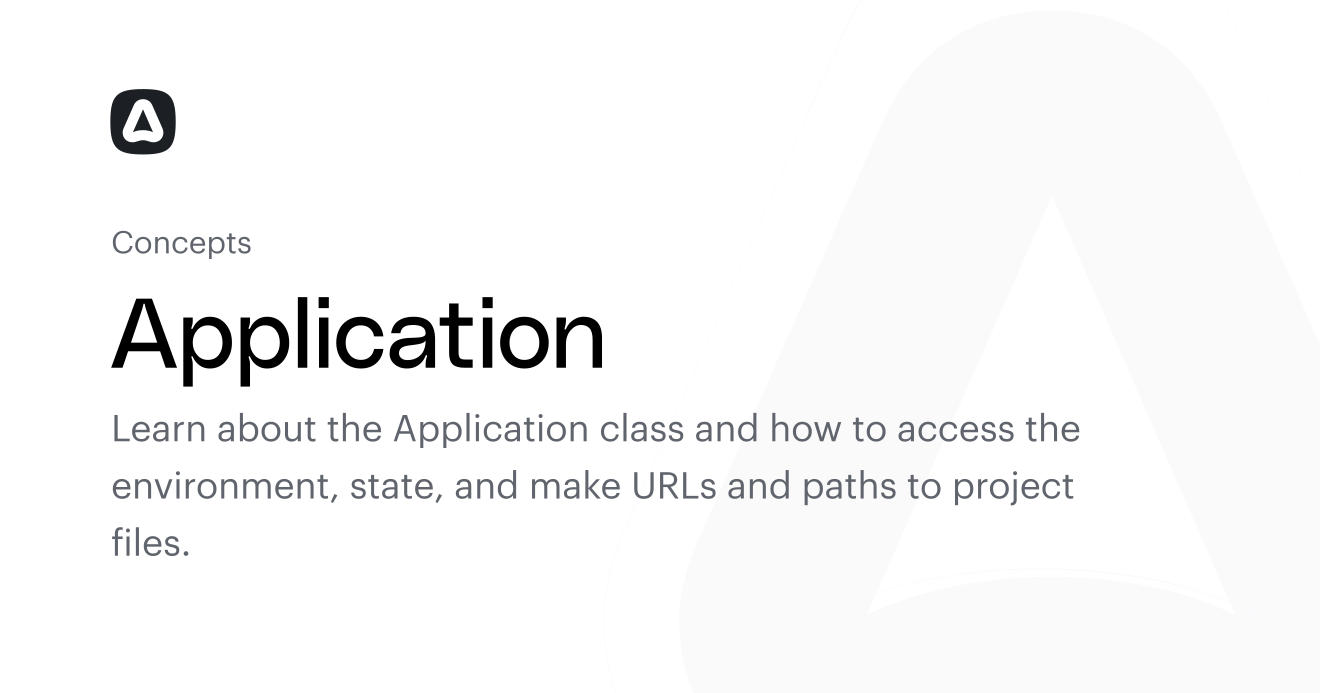 Concepts
Application
Learn about the Application class and how to access the
environment, state, and make URLs and paths to project
files.